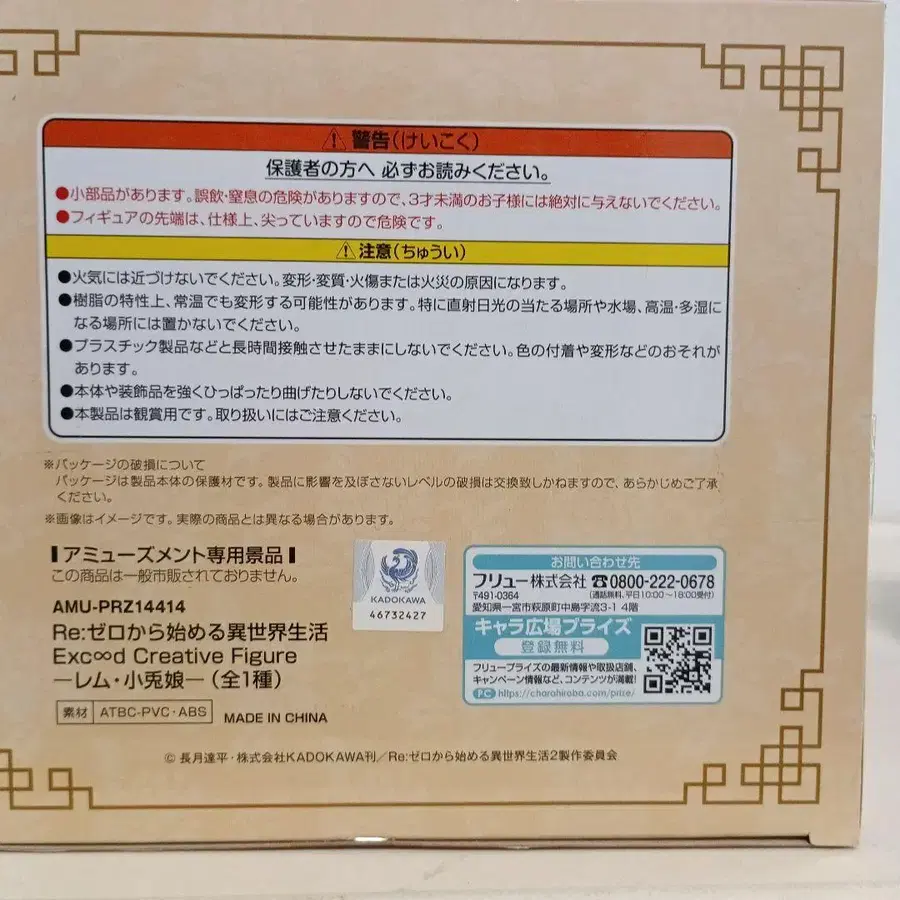 ⚠警告(けいこく)
保護者の方へ 必ずお読みください。
●小部品があります。誤飲・窒息の危険がありますので、3才未満のお子様には絶対に与えないでください。
●フィギュアの先端は、仕様上、尖っていますので危険です。
⚠注意(ちゅうい)
●火気には近づけないでください。変形・変質・火傷または火災の原因になります。
●樹脂の特性上、常温でも変形する可能性があります。特に直射日光の当たる場所や水場、高温・多湿に
なる場所には置かないでください。
●プラスチック製品などと長時間接触させたままにしないでください。色の付着や変形などのおそれが
あります。
●本体や装飾品を強くひっぱったり曲げたりしないでください。
●本製品は観賞用です。取り扱いにはご注意ください。
※パッケージの破損について
パッケージは製品本体の保護材です。製品に影響を及ぼさないレベルの破損は交換致しかねますので、あらかじめご了承
ください。
※画像はイメージです。実際の商品とは異なる場合があります。
アミューズメント専用景品
この商品は一般市販されておりません。
AMU-PRZ14414
Re:ゼロから始める異世界生活
Exc∞d Creative Figure
―レム・小兎娘―(全1種)
素材 ATBC-PVC・ABS MADE IN CHINA
KADOKAWA
46732427
お問い合わせ先
フリュー株式会社 ☎0800-222-0678
〒491-0364 (通話無料、平日10:00～18:00受付)
愛知県一宮市萩原町中島字流3-1 4階
キャラ広場プライズ
登録無料
フリュープライズの最新情報や取扱店舗、
キャンペーン情報など、コンテンツが満載!
PC https://charahiroba.com/prize/
© 長月達平・株式会社KADOKAWA刊／Re:ゼロから始める異世界生活2製作委員会